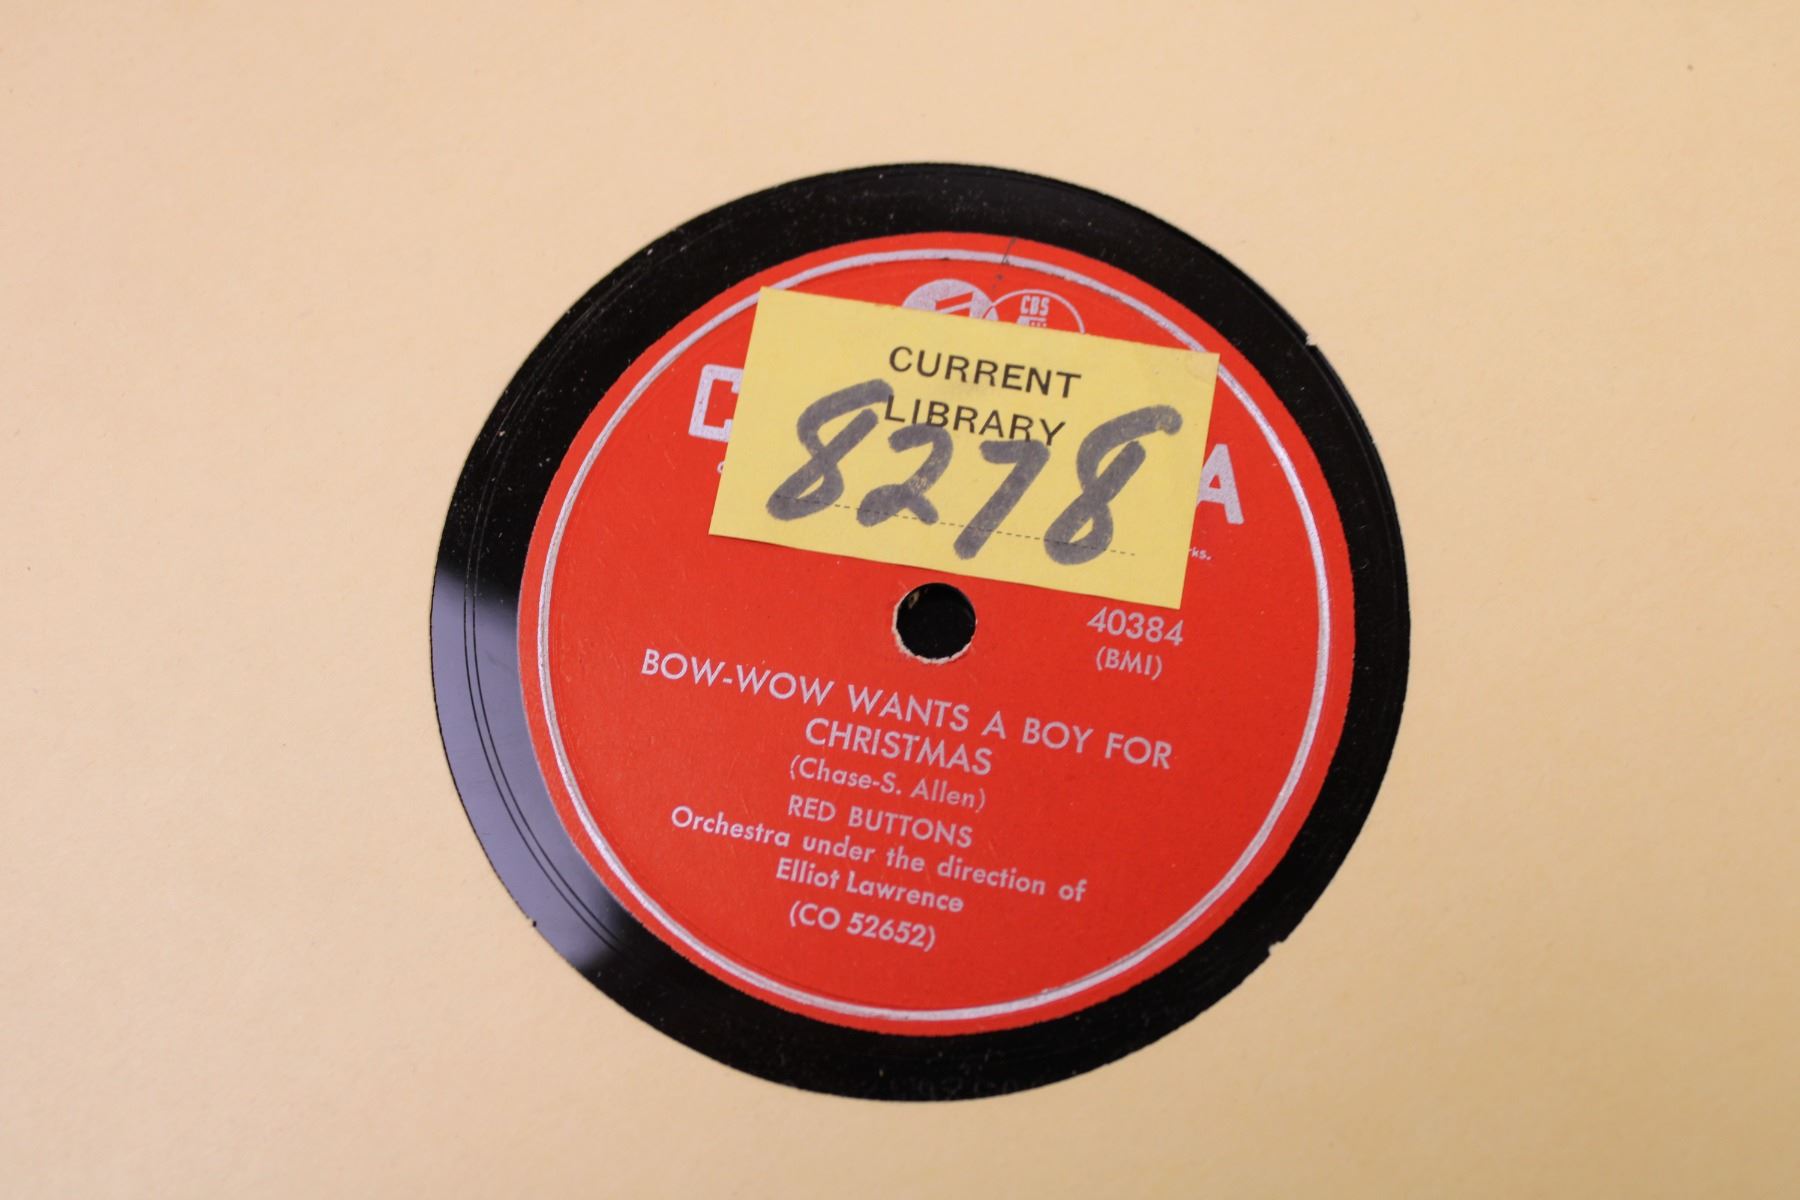 CBS
CURRENT
LIBRARY
8278
40384
(BMI)
BOW-WOW WANTS A BOY FOR
CHRISTMAS
(Chase-S. Allen)
RED BUTTONS
Orchestra under the direction of
Elliot Lawrence
(CO 52652)